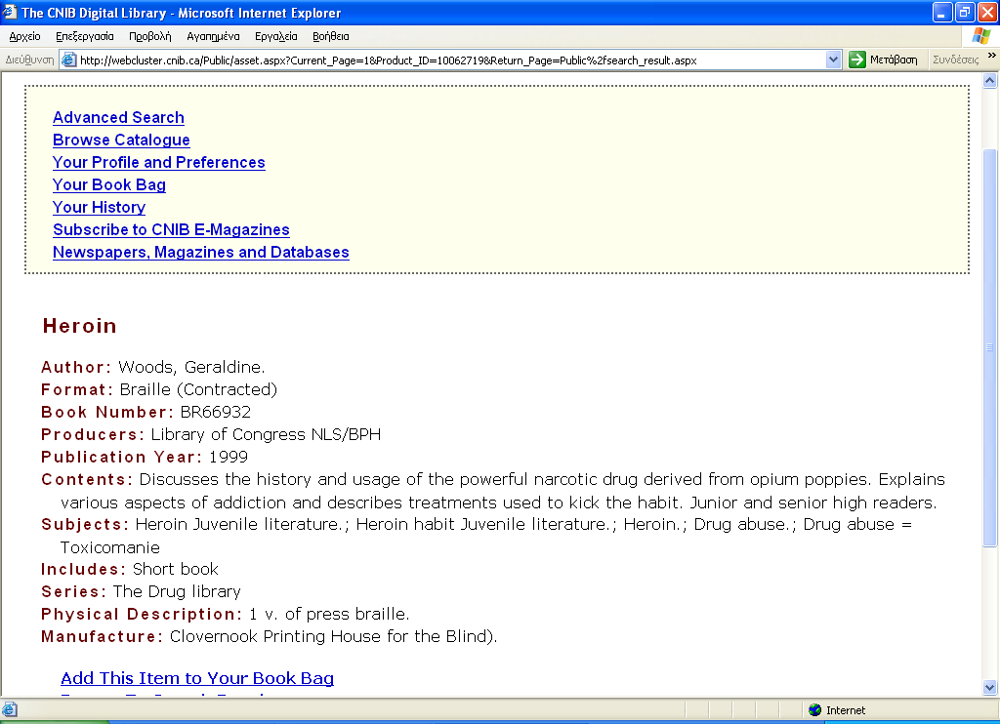 The CNIB Digital Library - Microsoft Internet Explorer
Αρχείο Επεξεργασία Προβολή Αγαπημένα Εργαλεία Βοήθεια
Διεύθυνση http://webcluster.cnib.ca/Public/asset.aspx?Current_Page=1&Product_ID=10062719&Return_Page=Public%2fsearch_result.aspx Μετάβαση Συνδέσεις »
Advanced Search
Browse Catalogue
Your Profile and Preferences
Your Book Bag
Your History
Subscribe to CNIB E-Magazines
Newspapers, Magazines and Databases
Heroin
Author: Woods, Geraldine.
Format: Braille (Contracted)
Book Number: BR66932
Producers: Library of Congress NLS/BPH
Publication Year: 1999
Contents: Discusses the history and usage of the powerful narcotic drug derived from opium poppies. Explains
various aspects of addiction and describes treatments used to kick the habit. Junior and senior high readers.
Subjects: Heroin Juvenile literature.; Heroin habit Juvenile literature.; Heroin.; Drug abuse.; Drug abuse =
Toxicomanie
Includes: Short book
Series: The Drug library
Physical Description: 1 v. of press braille.
Manufacture: Clovernook Printing House for the Blind).
Add This Item to Your Book Bag
Internet